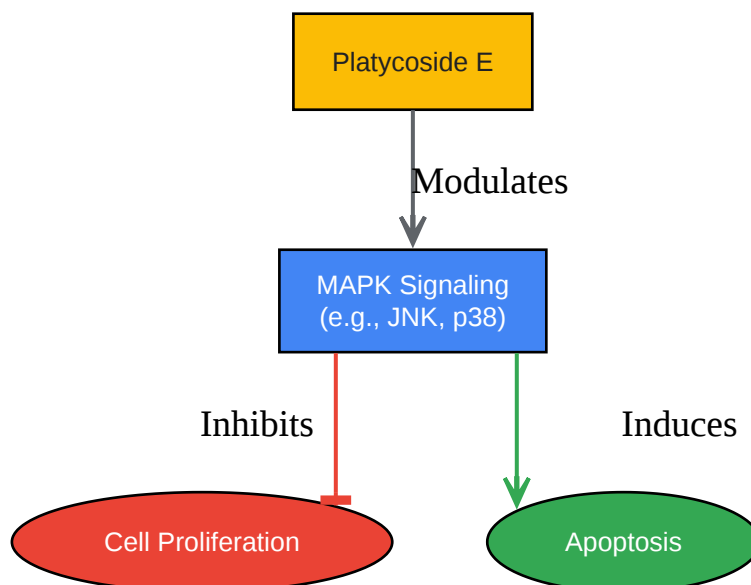 Platycoside E
Modulates
MAPK Signaling
(e.g., JNK, p38)
Inhibits
Induces
Cell Proliferation
Apoptosis